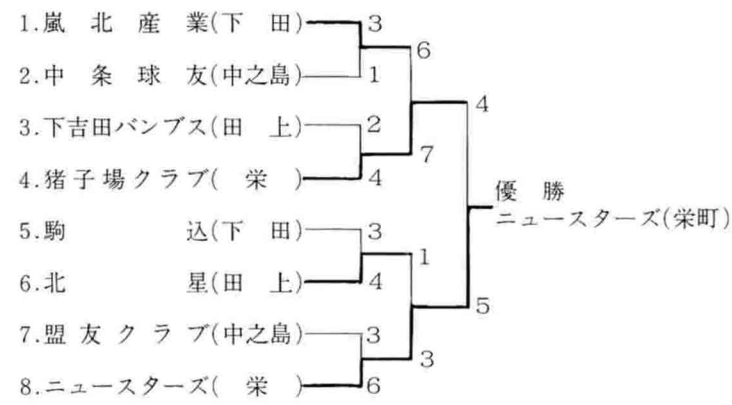 1.嵐北産業(下田) 3
6
2.中条球友(中之島) 1
4
3.下吉田バンブス(田上) 2
7
4.猪子場クラブ(栄) 4
優勝
ニュースターズ(栄町)
5.駒込(下田) 3
1
6.北星(田上) 4
5
7.盟友クラブ(中之島) 3
3
8.ニュースターズ(栄) 6